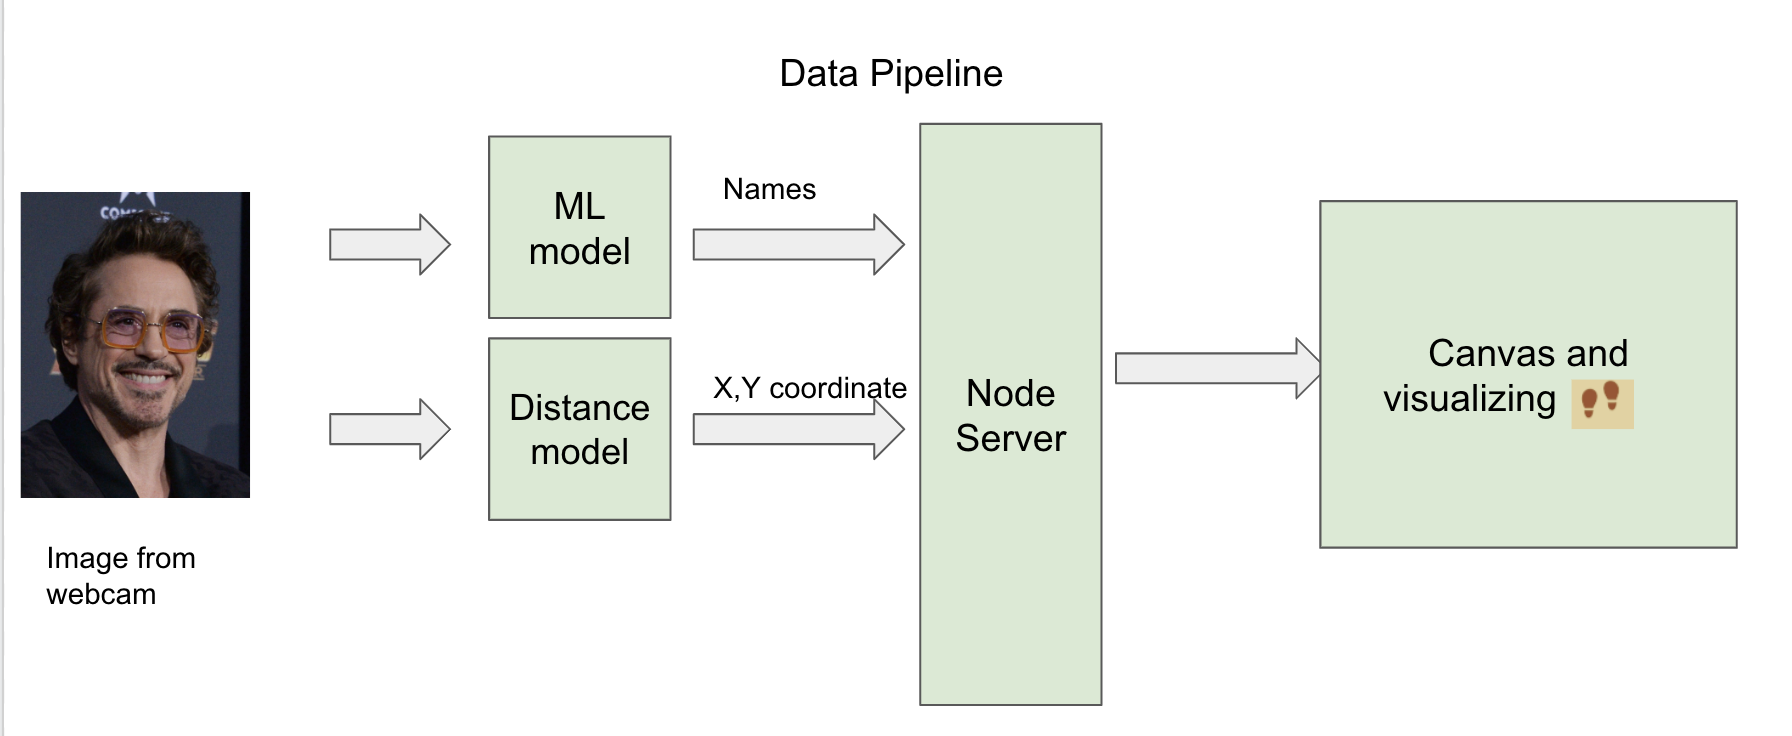 Data Pipeline
ML
model
Names
Distance
model
X,Y coordinate
Node
Server
Canvas and
visualizing
Image from
webcam